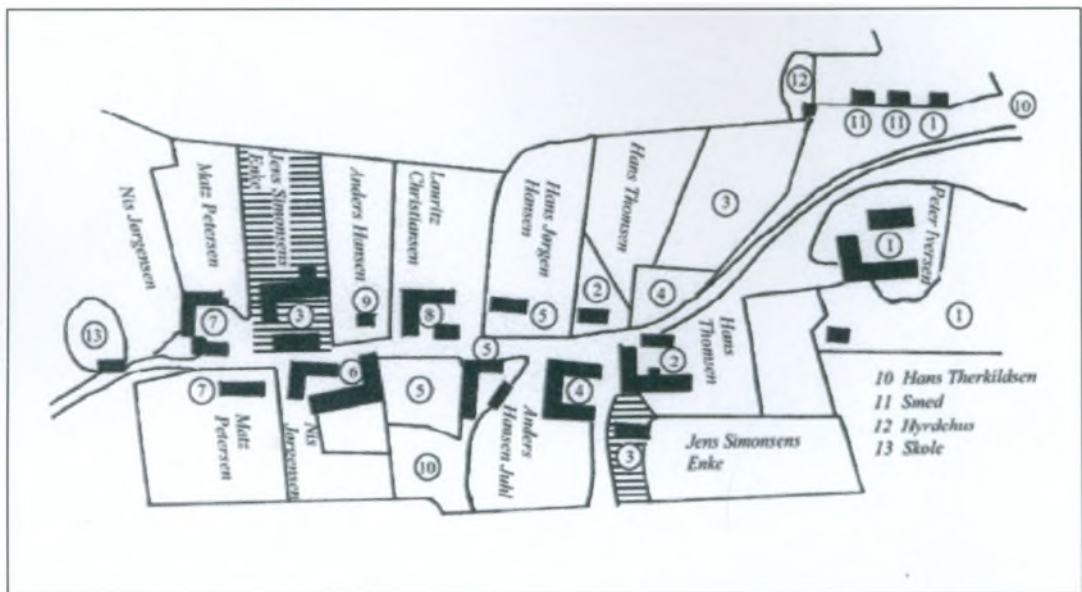 12
10
11
11
1
Nis Jørgensen
Matz Petersen
Jens Simonsens
Enke
Anders Hansen
Lauritz
Christiansen
Hans Jørgen
Hansen
Hans Thomsen
3
Peter Iversen
1
2
4
13
7
3
9
8
5
1
Hans
Thomsen
5
2
7
6
5
4
Matz
Petersen
Nis
Jørgensen
10
Anders
Hansen Juhl
3
Jens Simonsens
Enke
10 Hans Therkildsen
11 Smed
12 Hyrdehus
13 Skole